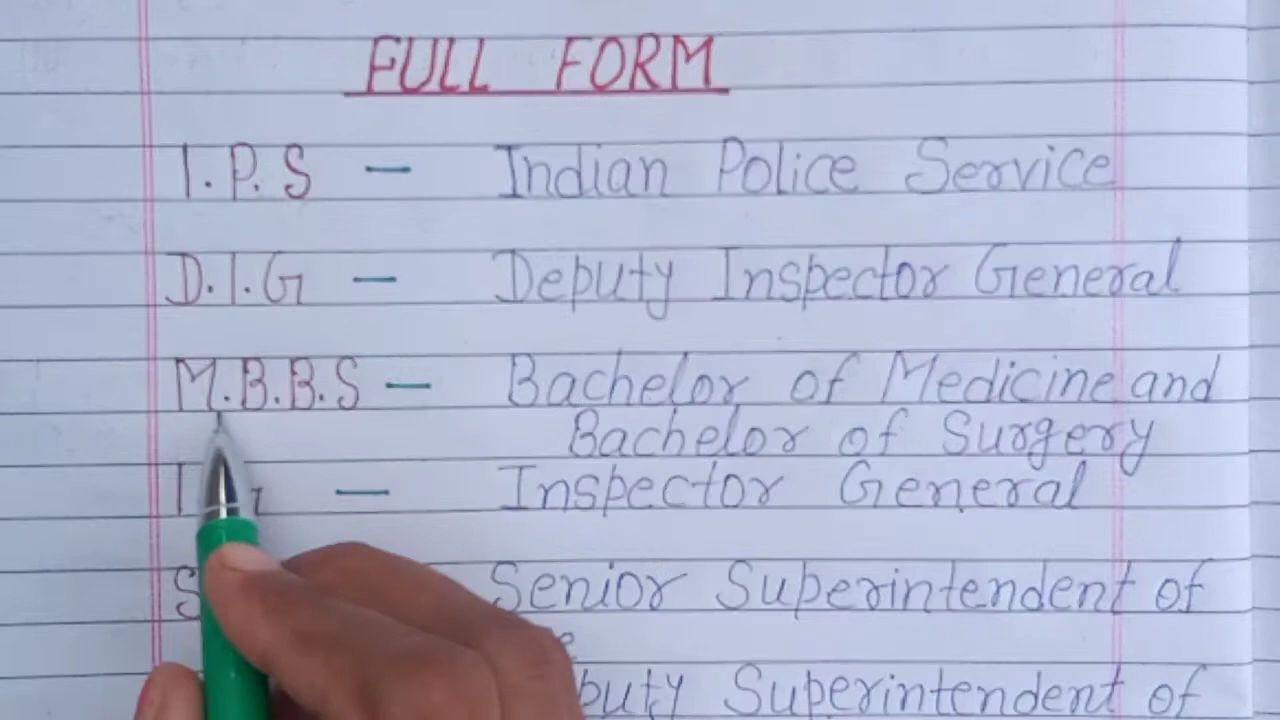 FULL FORM
I.P.S — Indian Police Service
D.I.G — Deputy Inspector General
M.B.B.S — Bachelor of Medicine and
Bachelor of Surgery
— Inspector General
Senior Superintendent of
Superintendent of